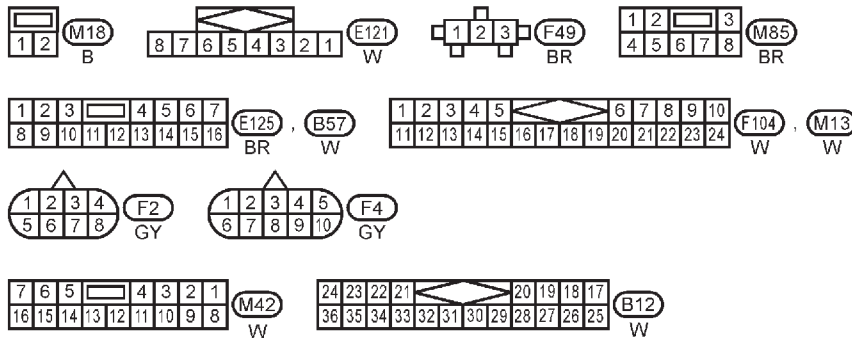 1 2 M18 B
8 7 6 5 4 3 2 1 E121 W
1 2 3 F49 BR
1 2 3 M85
4 5 6 7 8 BR
1 2 3 4 5 6 7
8 9 10 11 12 13 14 15 16 E125 BR , B57 W
1 2 3 4 5 6 7 8 9 10
11 12 13 14 15 16 17 18 19 20 21 22 23 24 F104 W , M13 W
1 2 3 4 F2
5 6 7 8 GY
1 2 3 4 5 F4
6 7 8 9 10 GY
7 6 5 4 3 2 1
16 15 14 13 12 11 10 9 8 M42 W
24 23 22 21 20 19 18 17
36 35 34 33 32 31 30 29 28 27 26 25 B12 W